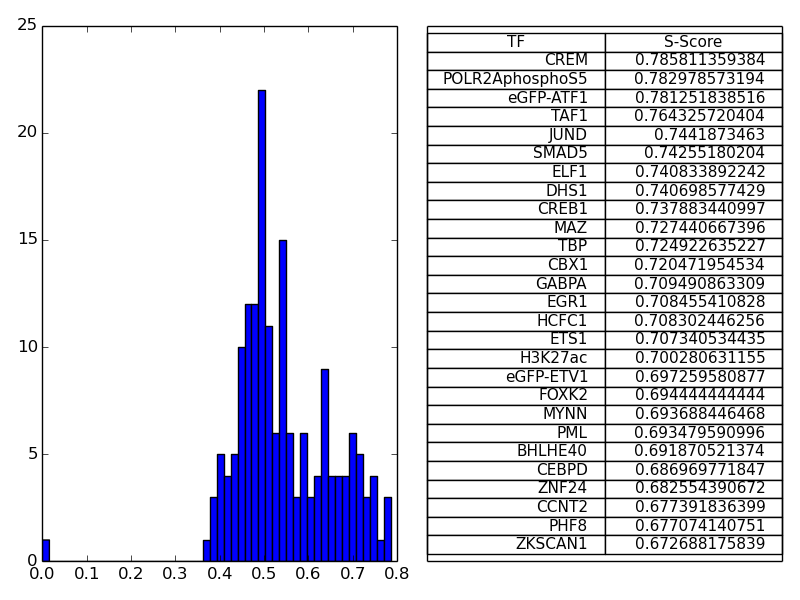 25
20
15
10
5
0
0.0 0.1 0.2 0.3 0.4 0.5 0.6 0.7 0.8
TF S-Score
CREM 0.785811359384
POLR2AphosphoS5 0.782978573194
eGFP-ATF1 0.781251838516
TAF1 0.764325720404
JUND 0.7441873463
SMAD5 0.74255180204
ELF1 0.740833892242
DHS1 0.740698577429
CREB1 0.737883440997
MAZ 0.727440667396
TBP 0.724922635227
CBX1 0.720471954534
GABPA 0.709490863309
EGR1 0.708455410828
HCFC1 0.708302446256
ETS1 0.707340534435
H3K27ac 0.700280631155
eGFP-ETV1 0.697259580877
FOXK2 0.694444444444
MYNN 0.693688446468
PML 0.693479590996
BHLHE40 0.691870521374
CEBPD 0.686969771847
ZNF24 0.682554390672
CCNT2 0.677391836399
PHF8 0.677074140751
ZKSCAN1 0.672688175839